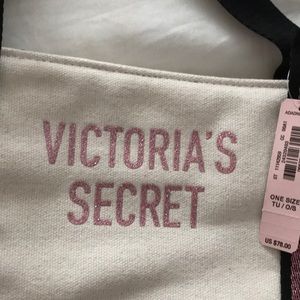 VICTORIA'S
SECRET
ONE SIZE
TU / O/S
US $78.00